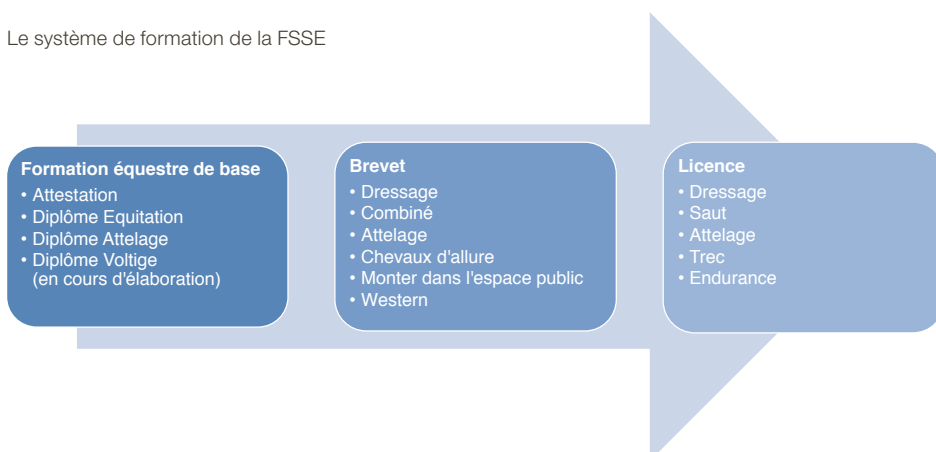 Le système de formation de la FSSE
Formation équestre de base
• Attestation
• Diplôme Equitation
• Diplôme Attelage
• Diplôme Voltige
(en cours d'élaboration)
Brevet
• Dressage
• Combiné
• Attelage
• Chevaux d'allure
• Monter dans l'espace public
• Western
Licence
• Dressage
• Saut
• Attelage
• Trec
• Endurance